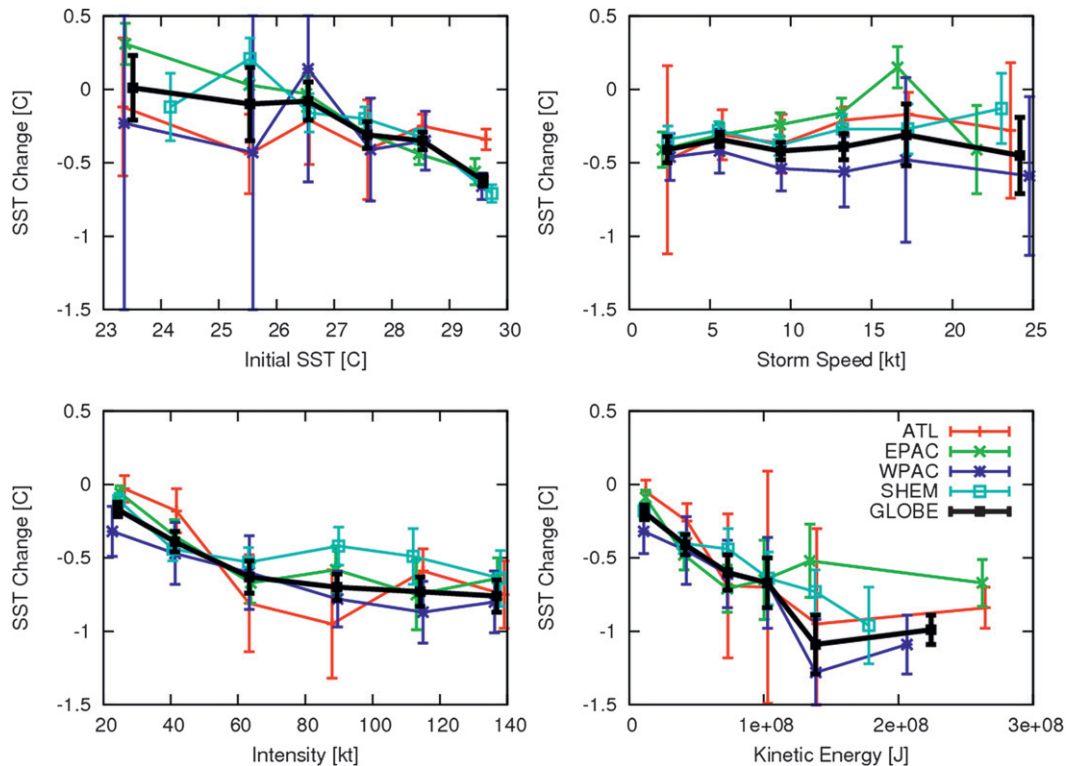 0.5
0
-0.5
-1
-1.5
SST Change [C]
23 24 25 26 27 28 29 30
Initial SST [C]
0.5
0
-0.5
-1
-1.5
SST Change [C]
0 5 10 15 20 25
Storm Speed [kt]
0.5
0
-0.5
-1
-1.5
SST Change [C]
20 40 60 80 100 120 140
Intensity [kt]
0.5
0
-0.5
-1
-1.5
SST Change [C]
ATL
EPAC
WPAC
SHEM
GLOBE
0 1e+08 2e+08 3e+08
Kinetic Energy [J]